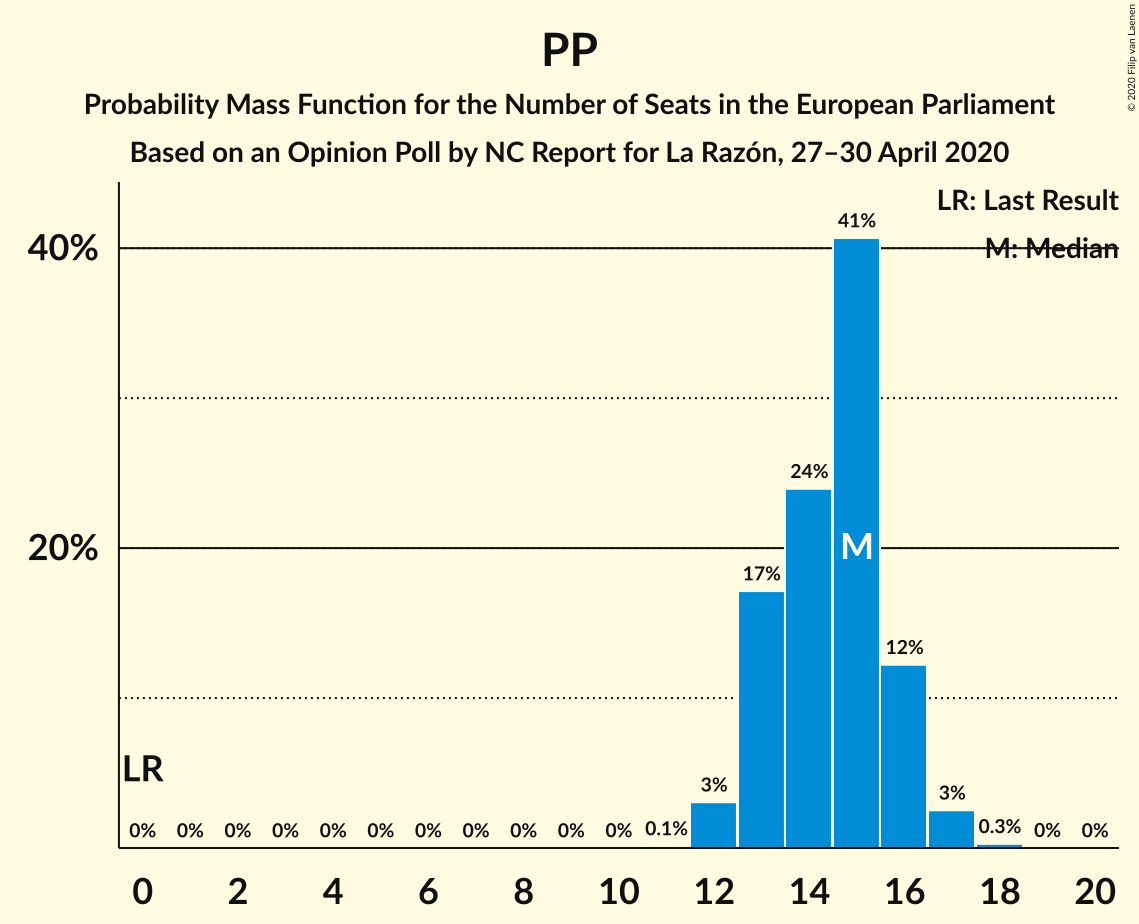 PP
Probability Mass Function for the Number of Seats in the European Parliament
Based on an Opinion Poll by NC Report for La Razón, 27–30 April 2020
© 2020 Filip van Laenen
LR: Last Result
M: Median
40%
20%
41%
24%
M
17%
12%
LR
3%
3%
0% 0% 0% 0% 0% 0% 0% 0% 0% 0% 0% 0.1% 0.3% 0% 0%
0 2 4 6 8 10 12 14 16 18 20